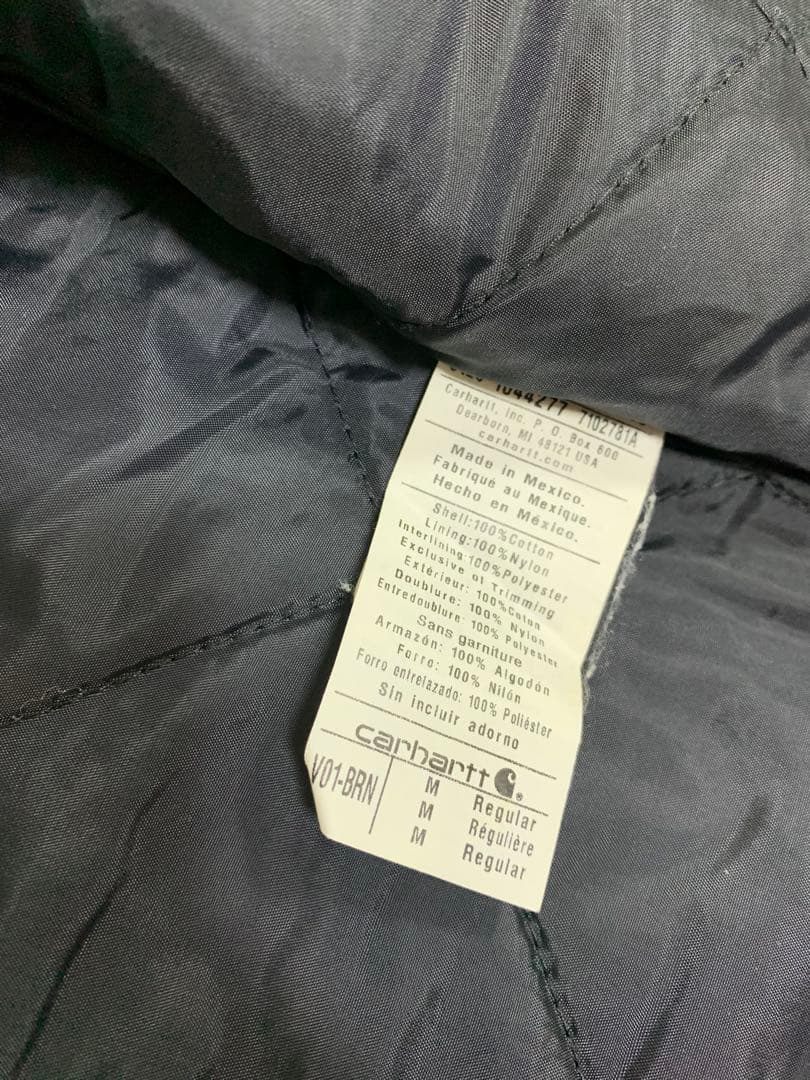 1044277 7102781A
Carhartt, Inc. P. O. Box 600
Dearborn, MI 48121 USA
carhartt.com
Made in Mexico.
Fabriqué au Mexique.
Hecho en México.
Shell:100%Cotton
Lining:100%Nylon
Interlining:100%Polyester
Exclusive of Trimming
Extérieur: 100%Coton
Doublure: 100% Nylon
Entredoublure: 100% Polyester
Sans garniture
Armazón: 100% Algodón
Forro: 100% Nilón
Forro entrelazado: 100% Poliéster
Sin incluir adorno
carhartt
V01-BRN M Regular
M Régulière
M Regular